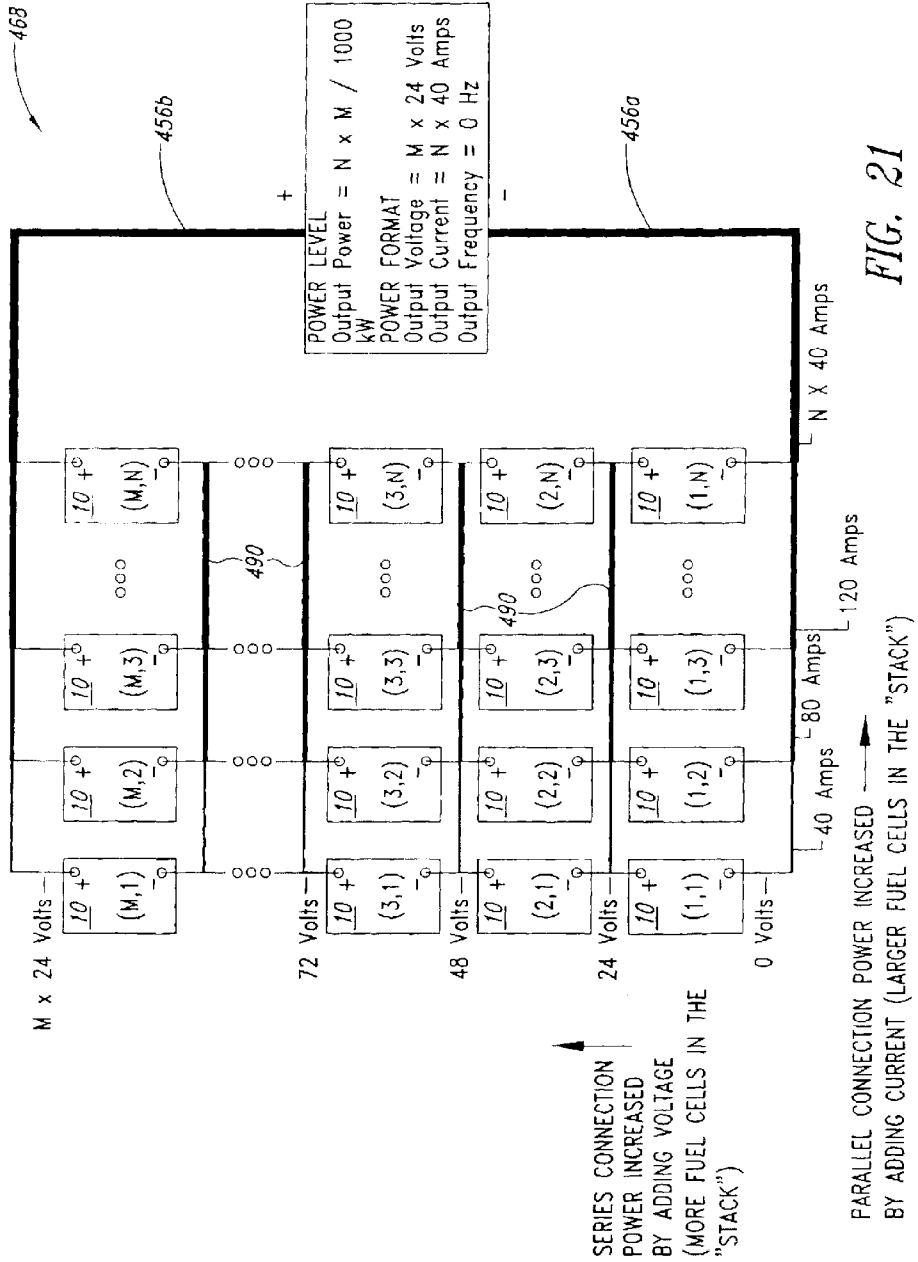 468
456b
+
POWER LEVEL
Output Power = N x M / 1000
kW
POWER FORMAT
Output Voltage = M x 24 Volts
Output Current = N X 40 Amps
Output Frequency = 0 Hz
-
456a
M x 24 Volts
10 + (M,1) -
10 + (M,2) -
10 + (M,3) -
10 + (M,N) -
490
72 Volts
10 + (3,1) -
10 + (3,2) -
10 + (3,3) -
10 + (3,N) -
48 Volts
490
10 + (2,1) -
10 + (2,2) -
10 + (2,3) -
10 + (2,N) -
24 Volts
10 + (1,1) -
10 + (1,2) -
10 + (1,3) -
10 + (1,N) -
0 Volts
40 Amps
80 Amps
120 Amps
N X 40 Amps
SERIES CONNECTION
POWER INCREASED
BY ADDING VOLTAGE
(MORE FUEL CELLS IN THE
"STACK")
PARALLEL CONNECTION POWER INCREASED
BY ADDING CURRENT (LARGER FUEL CELLS IN THE "STACK")
FIG. 21